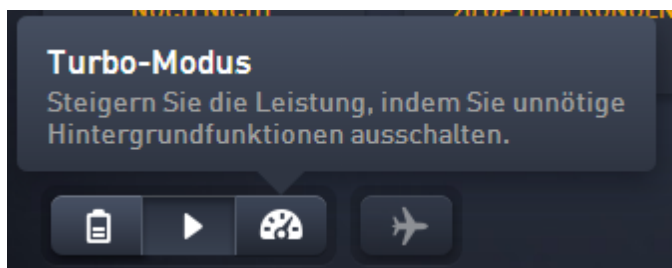 Turbo-Modus
Steigern Sie die Leistung, indem Sie unnötige
Hintergrundfunktionen ausschalten.